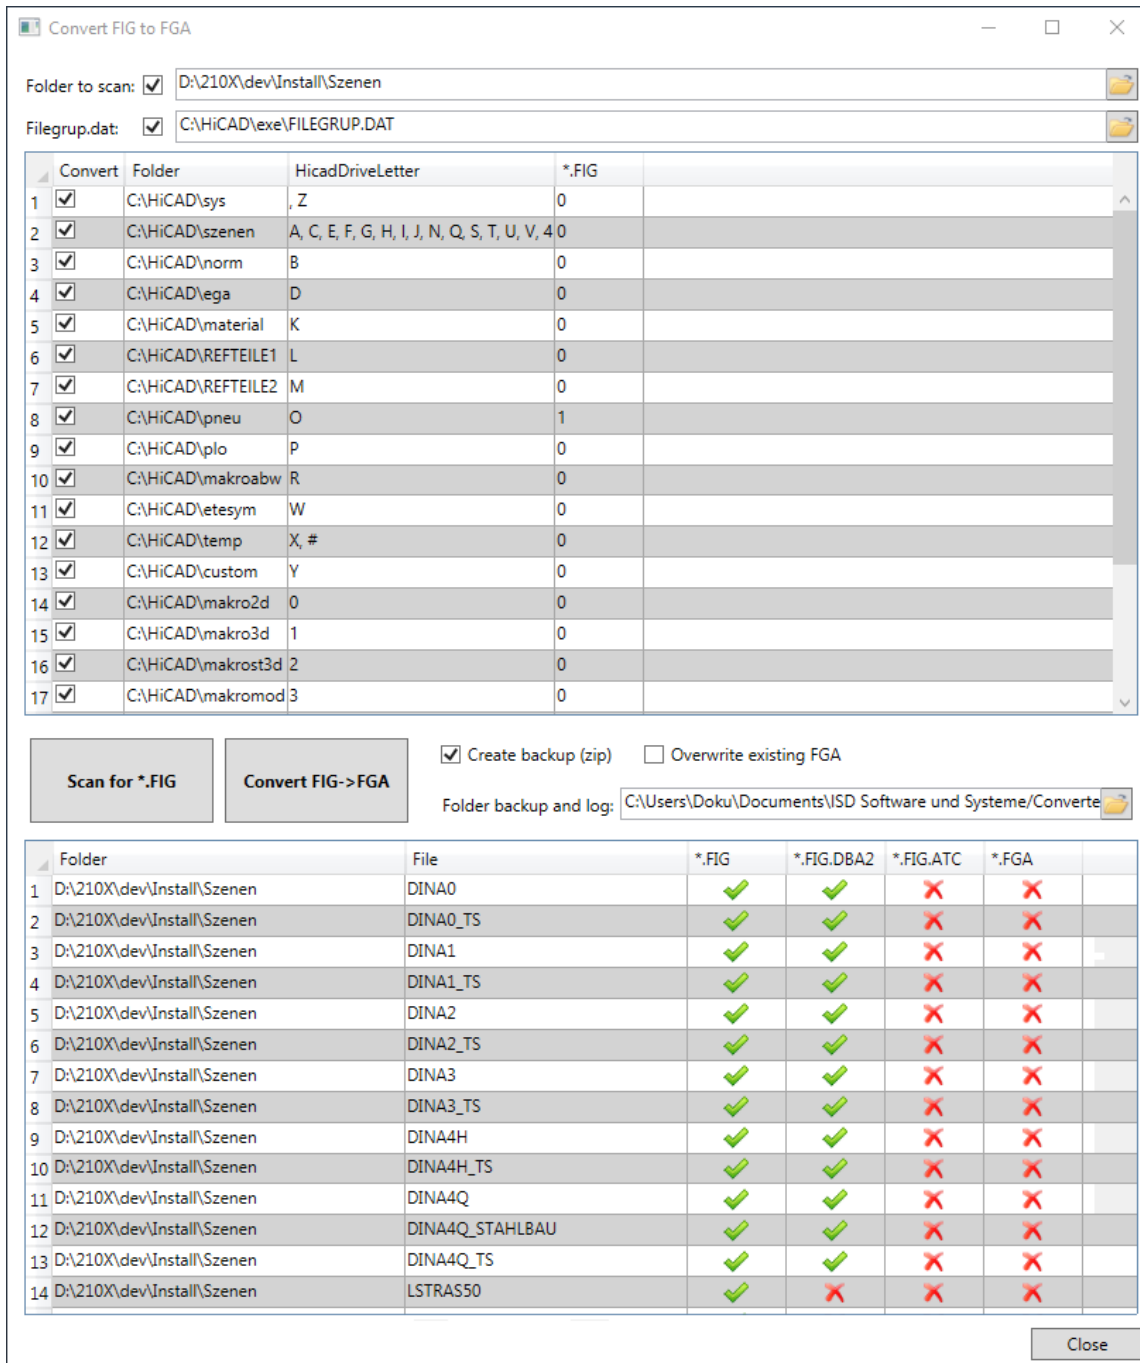 Convert FIG to FGA
Folder to scan: D:\210X\dev\Install\Szenen
Filegrup.dat: C:\HiCAD\exe\FILEGRUP.DAT
Convert Folder HicadDriveLetter *.FIG
1 C:\HiCAD\sys , Z 0
2 C:\HiCAD\szenen A, C, E, F, G, H, I, J, N, Q, S, T, U, V, 4 0
3 C:\HiCAD\norm B 0
4 C:\HiCAD\ega D 0
5 C:\HiCAD\material K 0
6 C:\HiCAD\REFTEILE1 L 0
7 C:\HiCAD\REFTEILE2 M 0
8 C:\HiCAD\pneu O 1
9 C:\HiCAD\plo P 0
10 C:\HiCAD\makroabw R 0
11 C:\HiCAD\etesym W 0
12 C:\HiCAD\temp X, # 0
13 C:\HiCAD\custom Y 0
14 C:\HiCAD\makro2d 0 0
15 C:\HiCAD\makro3d 1 0
16 C:\HiCAD\makrost3d 2 0
17 C:\HiCAD\makromod 3 0
Scan for *.FIG Convert FIG->FGA Create backup (zip) Overwrite existing FGA
Folder backup and log: C:\Users\Doku\Documents\ISD Software und Systeme/Converte
Folder File *.FIG *.FIG.DBA2 *.FIG.ATC *.FGA
1 D:\210X\dev\Install\Szenen DINA0
2 D:\210X\dev\Install\Szenen DINA0_TS
3 D:\210X\dev\Install\Szenen DINA1
4 D:\210X\dev\Install\Szenen DINA1_TS
5 D:\210X\dev\Install\Szenen DINA2
6 D:\210X\dev\Install\Szenen DINA2_TS
7 D:\210X\dev\Install\Szenen DINA3
8 D:\210X\dev\Install\Szenen DINA3_TS
9 D:\210X\dev\Install\Szenen DINA4H
10 D:\210X\dev\Install\Szenen DINA4H_TS
11 D:\210X\dev\Install\Szenen DINA4Q
12 D:\210X\dev\Install\Szenen DINA4Q_STAHLBAU
13 D:\210X\dev\Install\Szenen DINA4Q_TS
14 D:\210X\dev\Install\Szenen LSTRAS50
Close